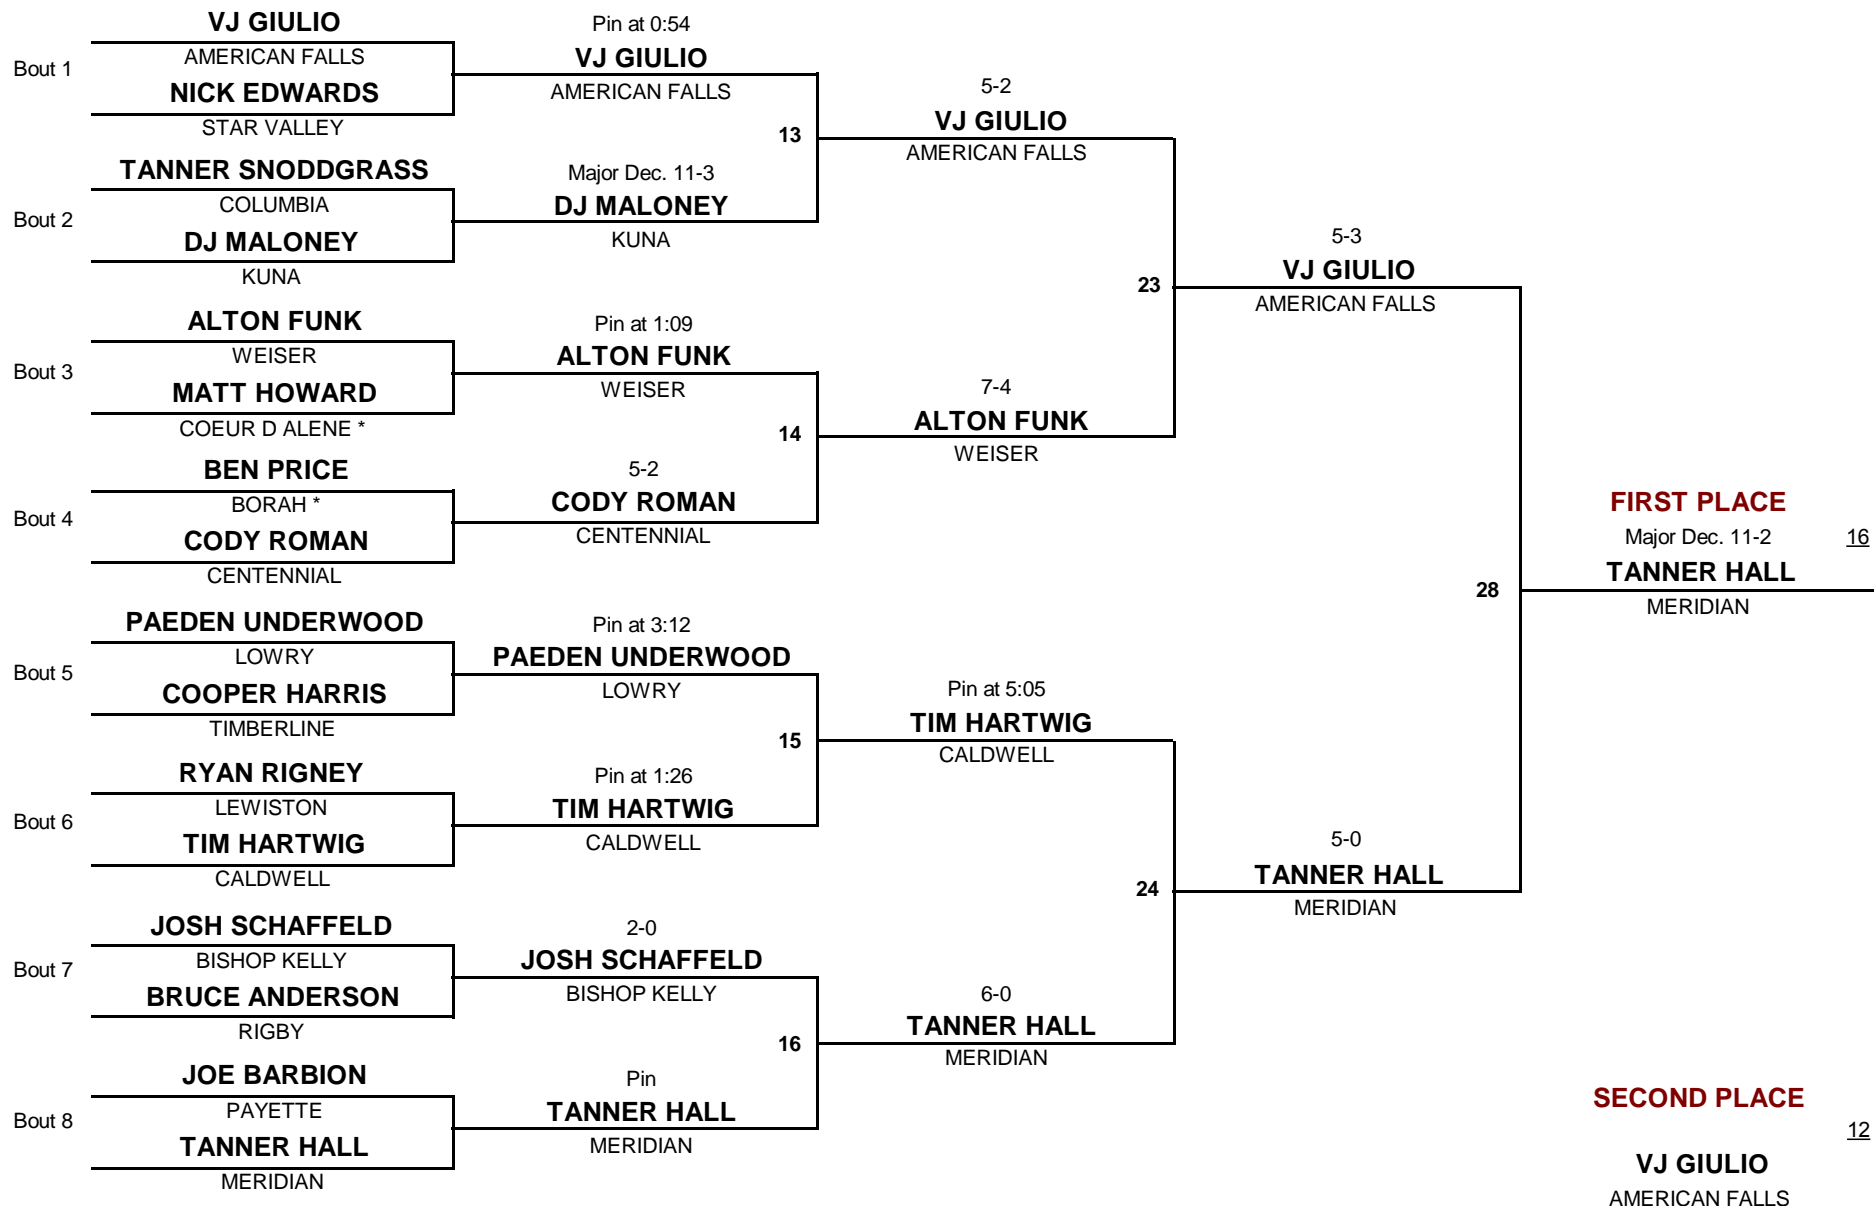 VJ GIULIO
AMERICAN FALLS
Bout 1
NICK EDWARDS
STAR VALLEY
TANNER SNODDGRASS
COLUMBIA
Bout 2
DJ MALONEY
KUNA
ALTON FUNK
WEISER
Bout 3
MATT HOWARD
COEUR D ALENE *
BEN PRICE
BORAH *
Bout 4
CODY ROMAN
CENTENNIAL
PAEDEN UNDERWOOD
LOWRY
Bout 5
COOPER HARRIS
TIMBERLINE
RYAN RIGNEY
LEWISTON
Bout 6
TIM HARTWIG
CALDWELL
JOSH SCHAFFELD
BISHOP KELLY
Bout 7
BRUCE ANDERSON
RIGBY
JOE BARBION
PAYETTE
Bout 8
TANNER HALL
MERIDIAN
Pin at 0:54
VJ GIULIO
AMERICAN FALLS
13
Major Dec. 11-3
DJ MALONEY
KUNA
Pin at 1:09
ALTON FUNK
WEISER
14
5-2
CODY ROMAN
CENTENNIAL
Pin at 3:12
PAEDEN UNDERWOOD
LOWRY
15
Pin at 1:26
TIM HARTWIG
CALDWELL
2-0
JOSH SCHAFFELD
BISHOP KELLY
16
Pin
TANNER HALL
MERIDIAN
5-2
VJ GIULIO
AMERICAN FALLS
23
7-4
ALTON FUNK
WEISER
Pin at 5:05
TIM HARTWIG
CALDWELL
24
6-0
TANNER HALL
MERIDIAN
5-3
VJ GIULIO
AMERICAN FALLS
28
5-0
TANNER HALL
MERIDIAN
FIRST PLACE
Major Dec. 11-2
16
TANNER HALL
MERIDIAN
SECOND PLACE
12
VJ GIULIO
AMERICAN FALLS